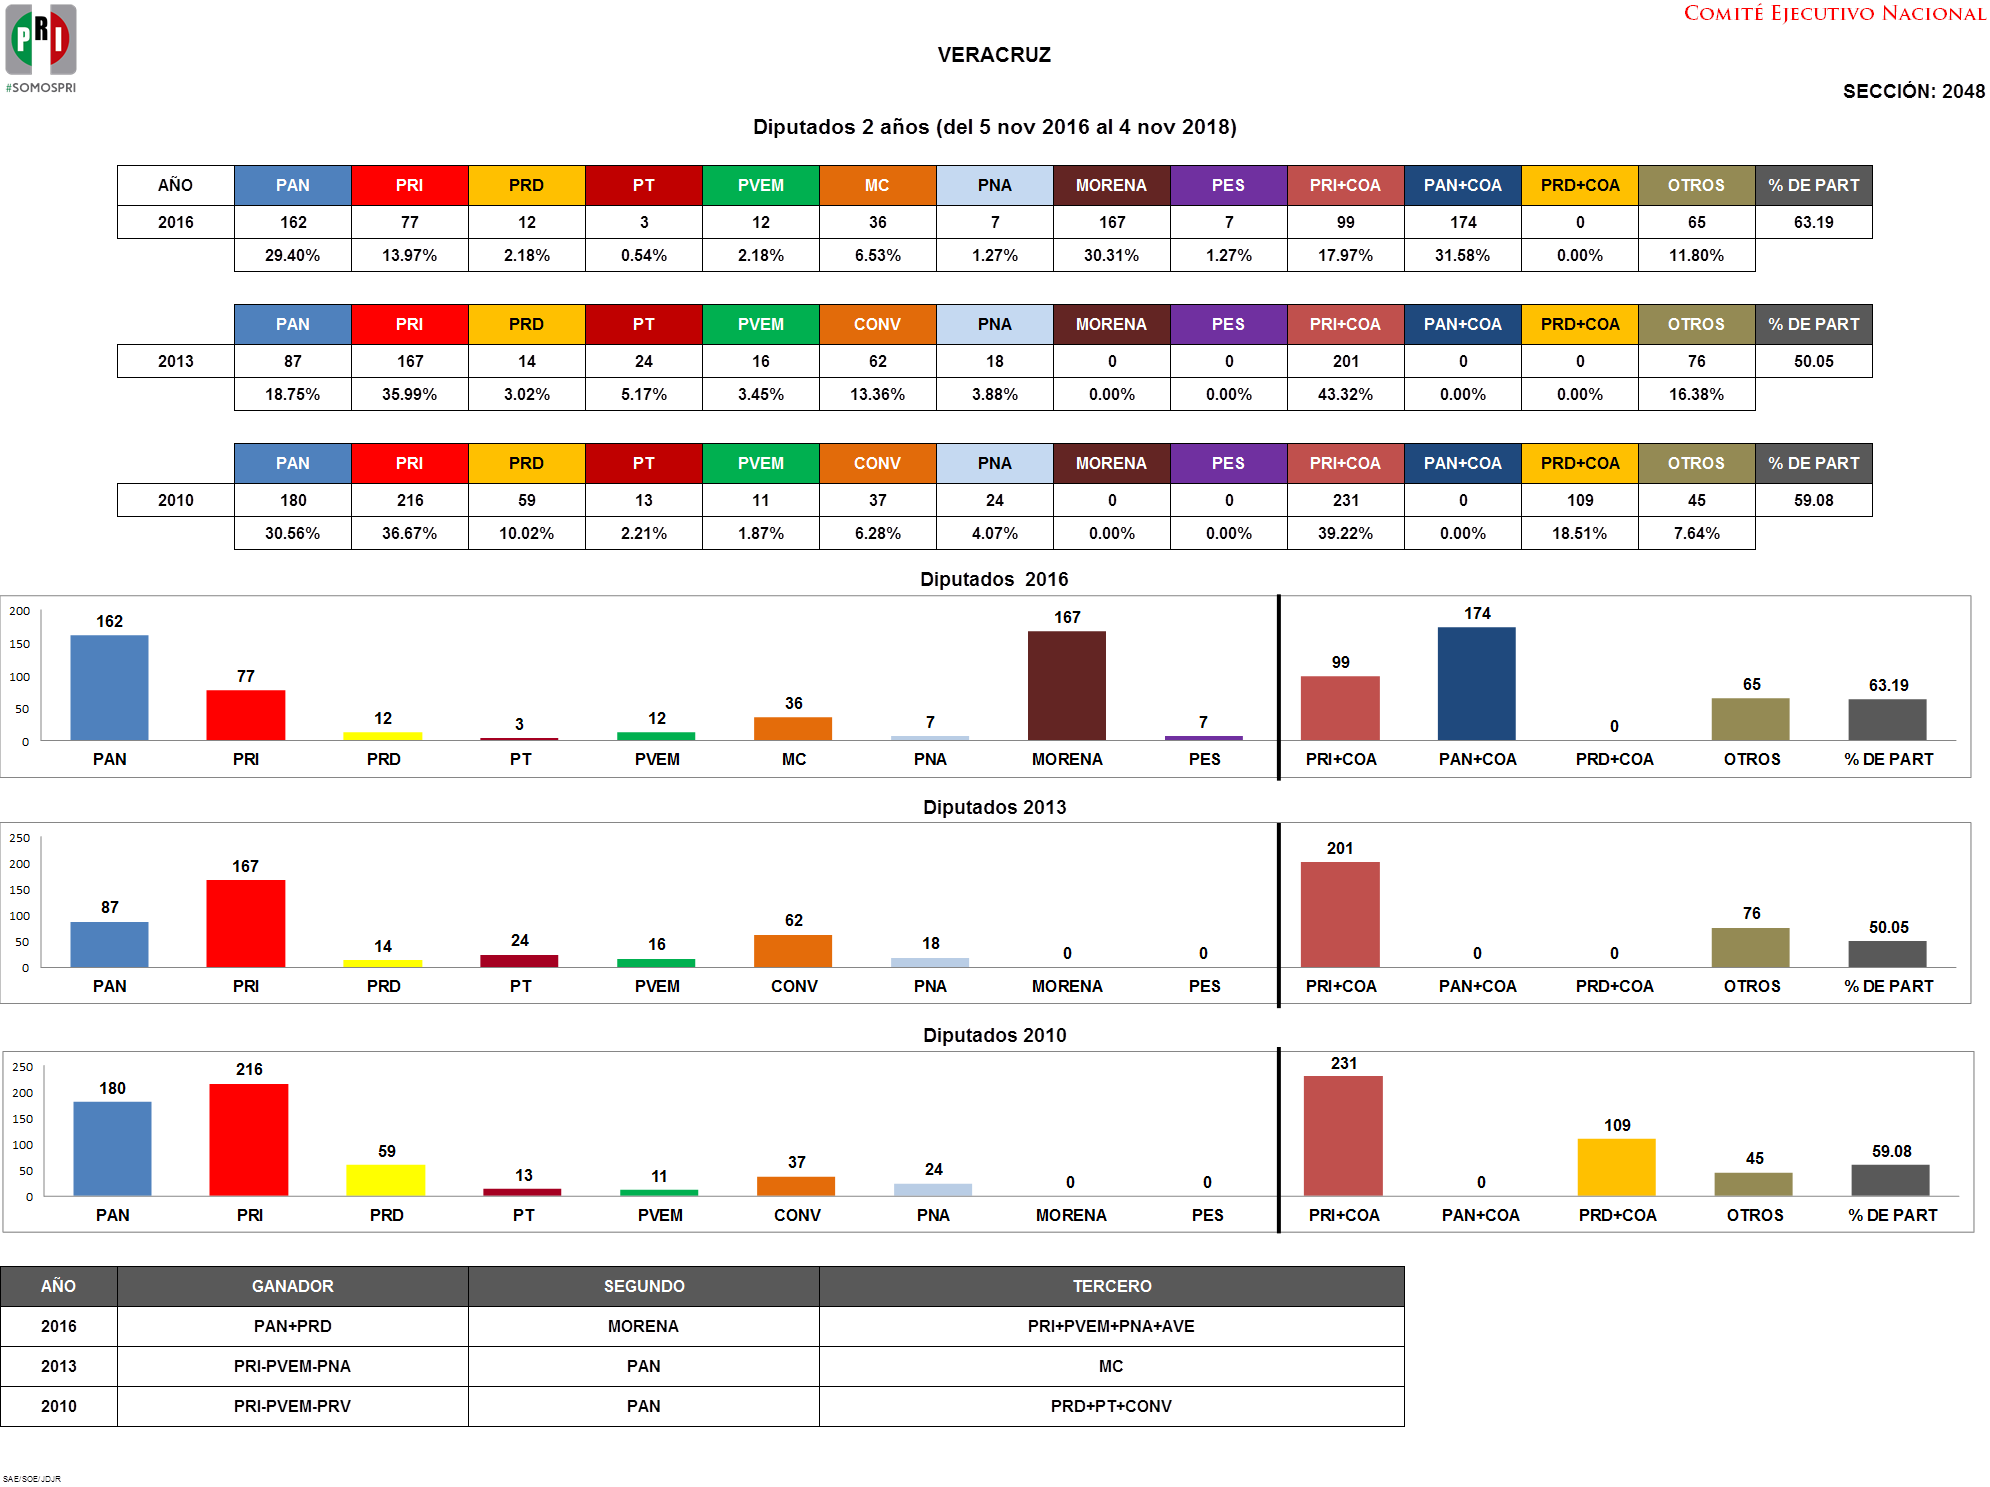 PRI
#SOMOSPRI
COMITÉ EJECUTIVO NACIONAL
VERACRUZ
SECCIÓN: 2048
Diputados 2 años (del 5 nov 2016 al 4 nov 2018)
AÑO PAN PRI PRD PT PVEM MC PNA MORENA PES PRI+COA PAN+COA PRD+COA OTROS % DE PART
2016 162 77 12 3 12 36 7 167 7 99 174 0 65 63.19
29.40% 13.97% 2.18% 0.54% 2.18% 6.53% 1.27% 30.31% 1.27% 17.97% 31.58% 0.00% 11.80%
PAN PRI PRD PT PVEM CONV PNA MORENA PES PRI+COA PAN+COA PRD+COA OTROS % DE PART
2013 87 167 14 24 16 62 18 0 0 201 0 0 76 50.05
18.75% 35.99% 3.02% 5.17% 3.45% 13.36% 3.88% 0.00% 0.00% 43.32% 0.00% 0.00% 16.38%
PAN PRI PRD PT PVEM CONV PNA MORENA PES PRI+COA PAN+COA PRD+COA OTROS % DE PART
2010 180 216 59 13 11 37 24 0 0 231 0 109 45 59.08
30.56% 36.67% 10.02% 2.21% 1.87% 6.28% 4.07% 0.00% 0.00% 39.22% 0.00% 18.51% 7.64%
Diputados 2016
200
150
100
50
0
162 77 12 3 12 36 7 167 7 99 174 0 65 63.19
PAN PRI PRD PT PVEM MC PNA MORENA PES PRI+COA PAN+COA PRD+COA OTROS % DE PART
Diputados 2013
250
200
150
100
50
0
87 167 14 24 16 62 18 0 0 201 0 0 76 50.05
PAN PRI PRD PT PVEM CONV PNA MORENA PES PRI+COA PAN+COA PRD+COA OTROS % DE PART
Diputados 2010
250
200
150
100
50
0
180 216 59 13 11 37 24 0 0 231 0 109 45 59.08
PAN PRI PRD PT PVEM CONV PNA MORENA PES PRI+COA PAN+COA PRD+COA OTROS % DE PART
AÑO GANADOR SEGUNDO TERCERO
2016 PAN+PRD MORENA PRI+PVEM+PNA+AVE
2013 PRI-PVEM-PNA PAN MC
2010 PRI-PVEM-PRV PAN PRD+PT+CONV
SAE/SOE/JDJR